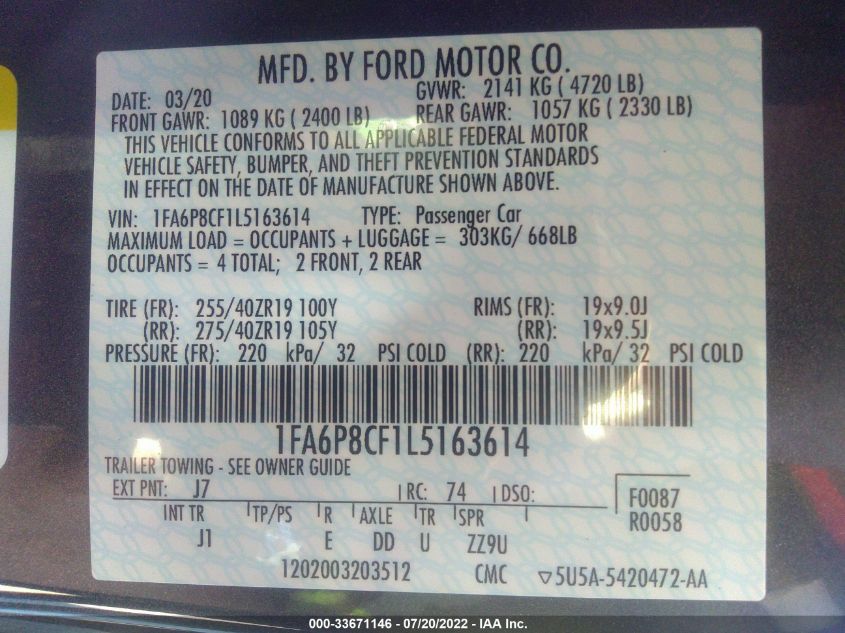 MFD. BY FORD MOTOR CO.
DATE: 03/20 GVWR: 2141 KG ( 4720 LB)
FRONT GAWR: 1089 KG ( 2400 LB) REAR GAWR: 1057 KG ( 2330 LB)
THIS VEHICLE CONFORMS TO ALL APPLICABLE FEDERAL MOTOR
VEHICLE SAFETY, BUMPER, AND THEFT PREVENTION STANDARDS
IN EFFECT ON THE DATE OF MANUFACTURE SHOWN ABOVE.
VIN: 1FA6P8CF1L5163614 TYPE: Passenger Car
MAXIMUM LOAD = OCCUPANTS + LUGGAGE = 303KG/ 668LB
OCCUPANTS = 4 TOTAL; 2 FRONT, 2 REAR
TIRE (FR): 255/40ZR19 100Y RIMS (FR): 19x9.0J
(RR): 275/40ZR19 105Y (RR): 19x9.5J
PRESSURE (FR): 220 kPa/ 32 PSI COLD (RR): 220 kPa/ 32 PSI COLD
1FA6P8CF1L5163614
TRAILER TOWING - SEE OWNER GUIDE
EXT PNT: J7 RC: 74 DSO: F0087
INT TR TP/PS R AXLE TR SPR R0058
J1 E DD U ZZ9U
1202003203512 CMC ▽5U5A-5420472-AA
000-33671146 - 07/20/2022 - IAA Inc.